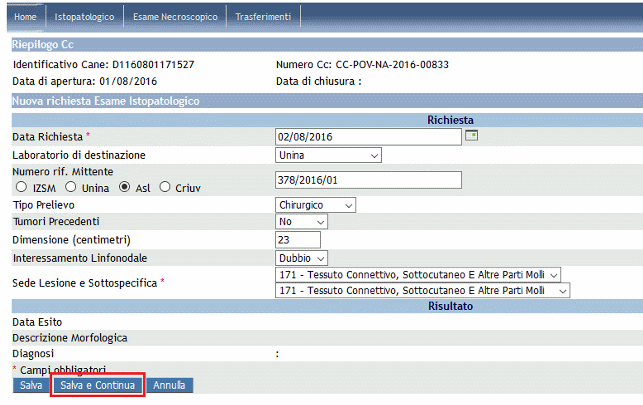 Home Istopatologico Esame Necroscopico Trasferimenti
Riepilogo Cc
Identificativo Cane: D1160801171527 Numero Cc: CC-POV-NA-2016-00833
Data di apertura: 01/08/2016 Data di chiusura :
Nuova richiesta Esame Istopatologico
Richiesta
Data Richiesta * 02/08/2016
Laboratorio di destinazione Unina
Numero rif. Mittente
IZSM Unina Asl Criuv 378/2016/01
Tipo Prelievo Chirurgico
Tumori Precedenti No
Dimensione (centimetri) 23
Interessamento Linfonodale Dubbio
Sede Lesione e Sottospecifica * 171 - Tessuto Connettivo, Sottocutaneo E Altre Parti Molli
171 - Tessuto Connettivo, Sottocutaneo E Altre Parti Molli
Risultato
Data Esito
Descrizione Morfologica
Diagnosi :
* Campi obbligatori
Salva Salva e Continua Annulla